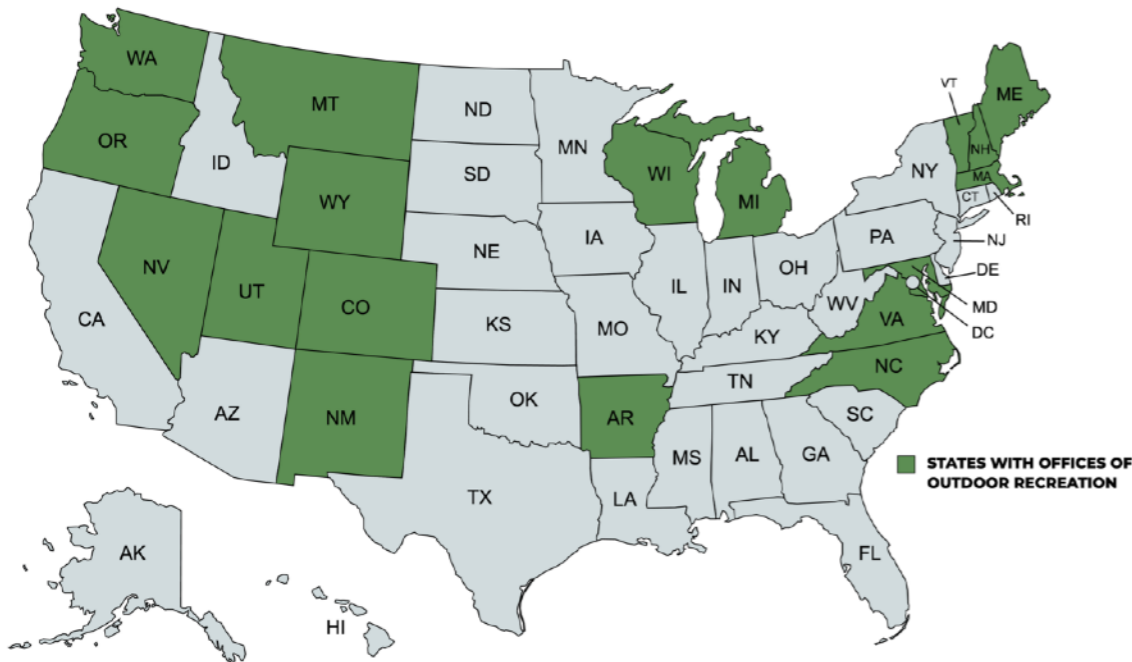 WA
MT
ND
MN
VT
ME
OR
ID
SD
WI
NH
WY
MI
NY
MA
CT
RI
NE
IA
PA
NJ
NV
UT
CO
IL
IN
OH
DE
CA
KS
MO
WV
MD
KY
VA
DC
AZ
NM
OK
AR
TN
NC
SC
MS
AL
GA
TX
LA
FL
STATES WITH OFFICES OF
OUTDOOR RECREATION
AK
HI